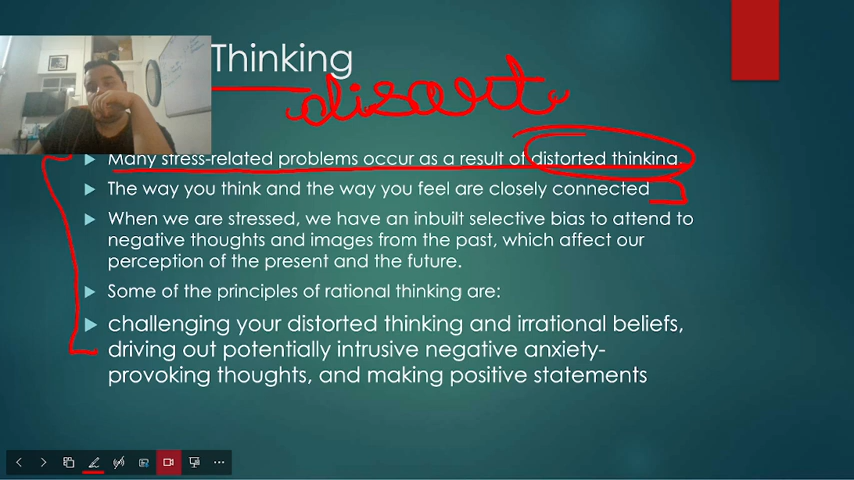 Thinking
disart
Many stress-related problems occur as a result of distorted thinking.
The way you think and the way you feel are closely connected
When we are stressed, we have an inbuilt selective bias to attend to
negative thoughts and images from the past, which affect our
perception of the present and the future.
Some of the principles of rational thinking are:
challenging your distorted thinking and irrational beliefs,
driving out potentially intrusive negative anxiety-
provoking thoughts, and making positive statements